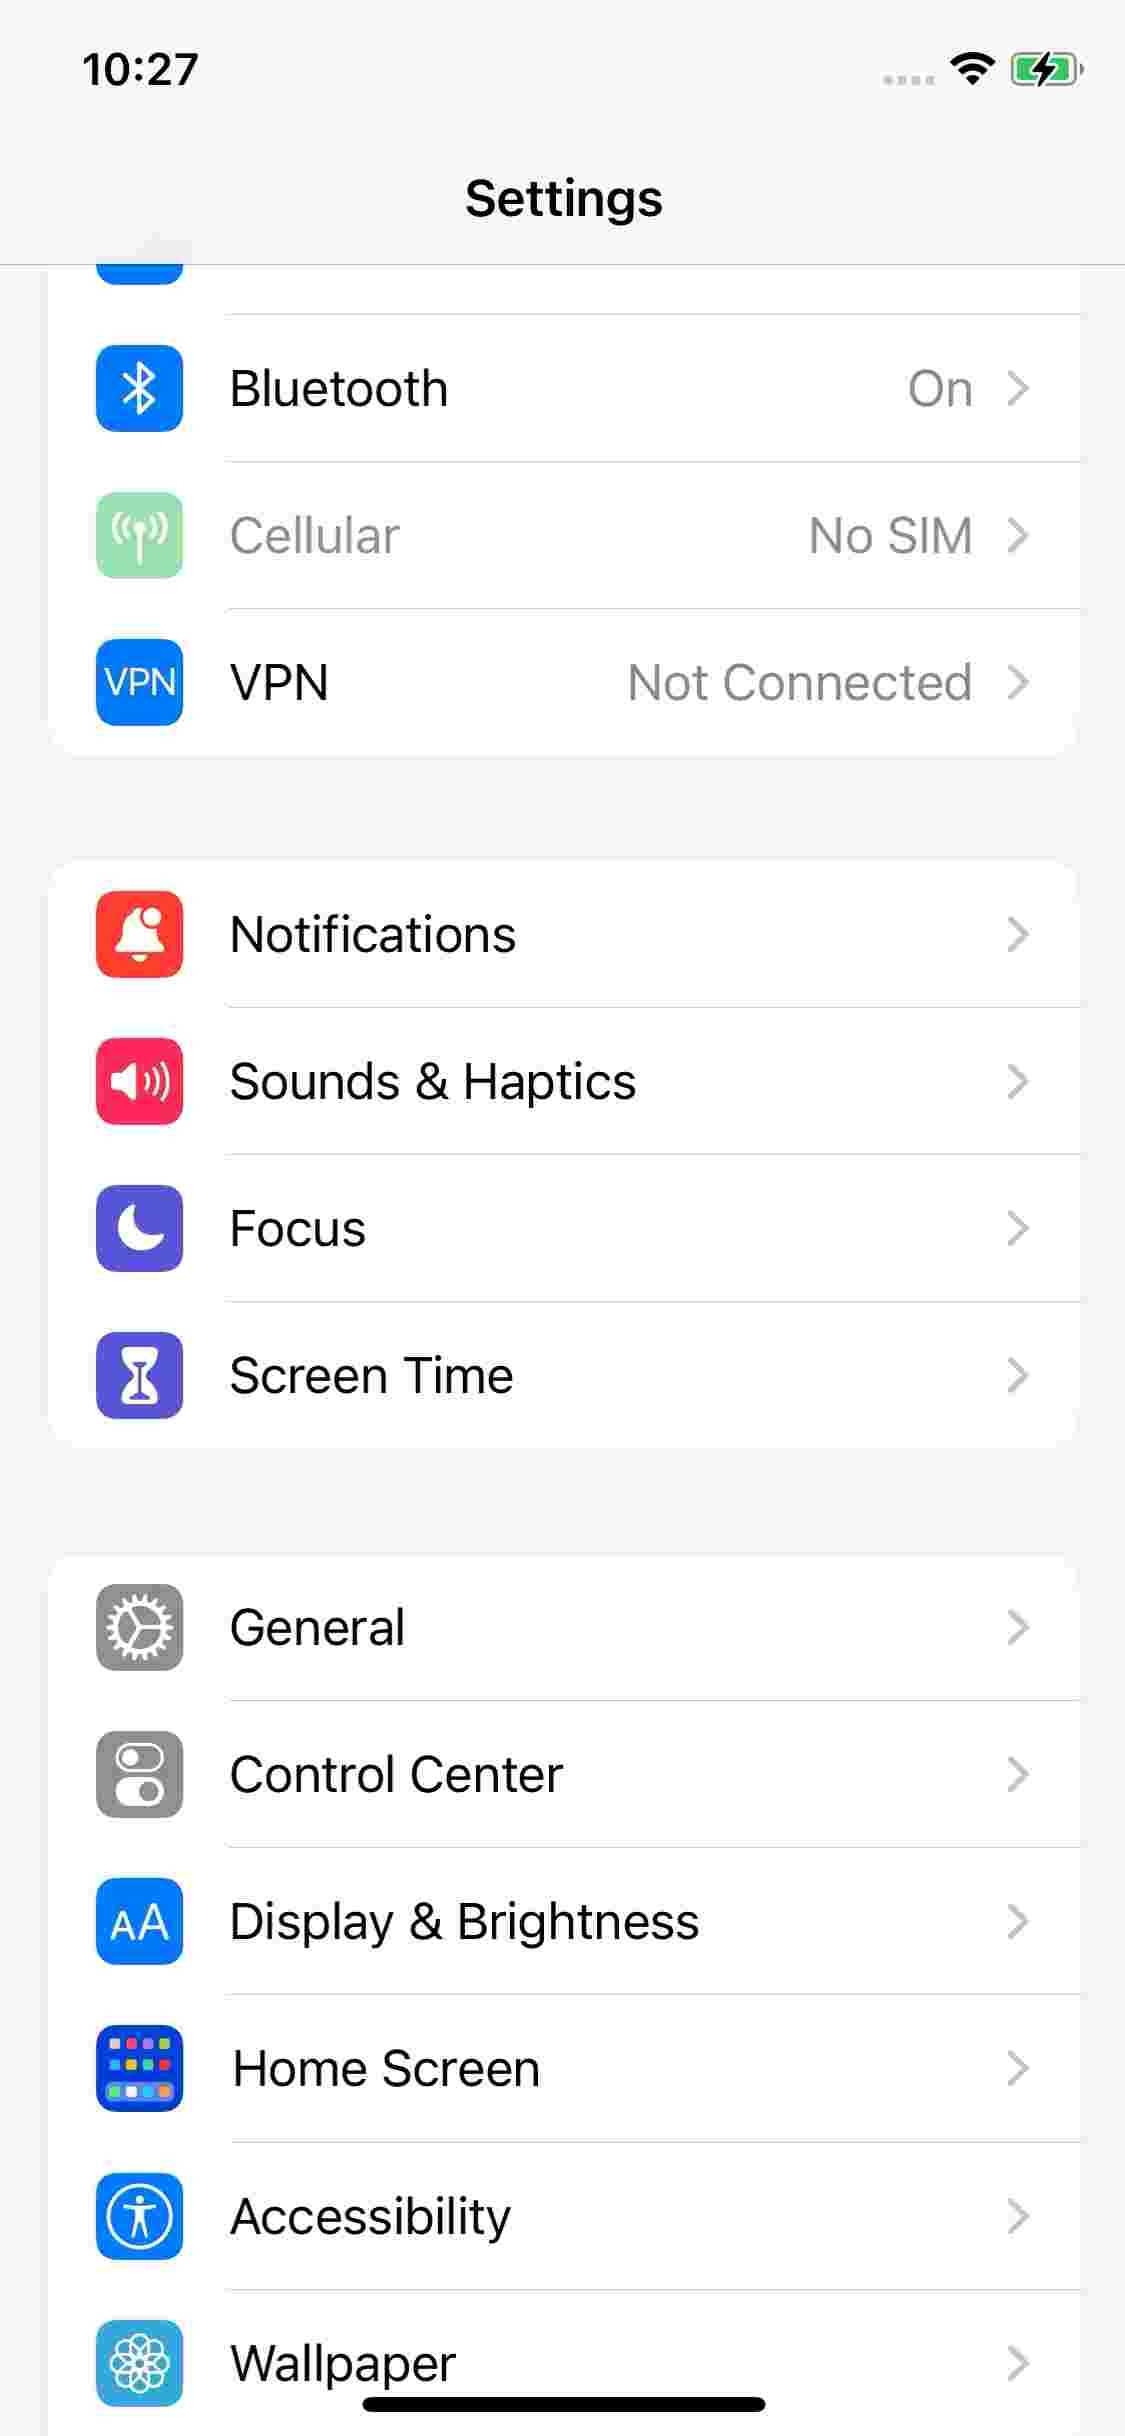 10:27
Settings
Bluetooth On
Cellular No SIM
VPN VPN Not Connected
Notifications
Sounds & Haptics
Focus
Screen Time
General
Control Center
AA Display & Brightness
Home Screen
Accessibility
Wallpaper